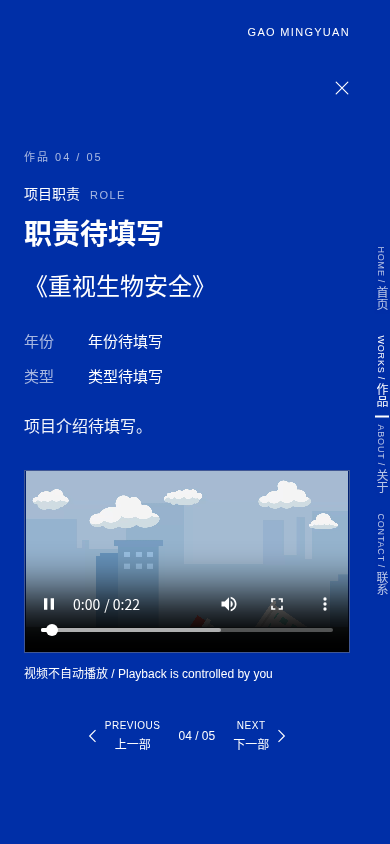 GAO MINGYUAN
作品 04 / 05
项目职责 ROLE
职责待填写
《重视生物安全》
年份 年份待填写
类型 类型待填写
项目介绍待填写。
0:00 / 0:22
视频不自动播放 / Playback is controlled by you
PREVIOUS
上一部
04 / 05
NEXT
下一部
HOME / 首页
WORKS / 作品
ABOUT / 关于
CONTACT / 联系